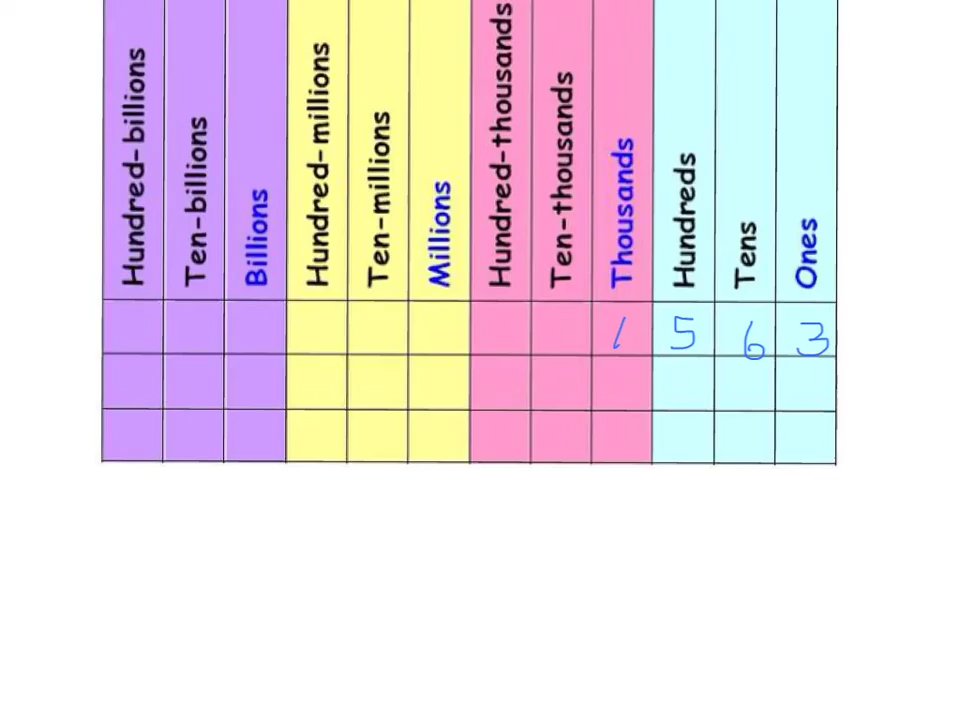 Hundred-billions
Ten-billions
Billions
Hundred-millions
Ten-millions
Millions
Hundred-thousands
Ten-thousands
Thousands
Hundreds
Tens
Ones
1 5 6 3